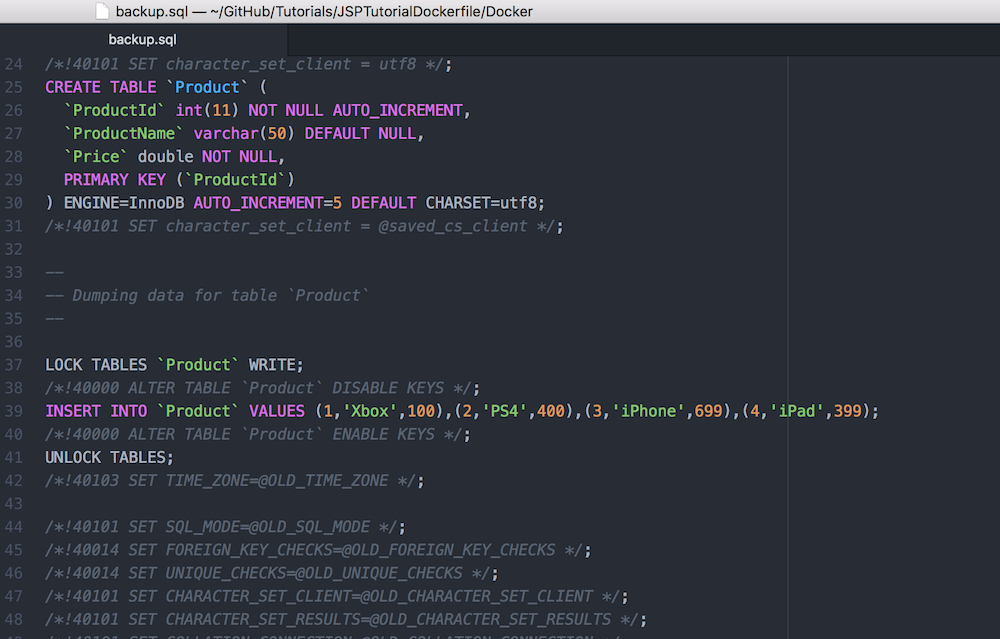 backup.sql — ~/GitHub/Tutorials/JSPTutorialDockerfile/Docker
backup.sql
24 /*!40101 SET character_set_client = utf8 */;
25 CREATE TABLE `Product` (
26   `ProductId` int(11) NOT NULL AUTO_INCREMENT,
27   `ProductName` varchar(50) DEFAULT NULL,
28   `Price` double NOT NULL,
29   PRIMARY KEY (`ProductId`)
30 ) ENGINE=InnoDB AUTO_INCREMENT=5 DEFAULT CHARSET=utf8;
31 /*!40101 SET character_set_client = @saved_cs_client */;
32
33 --
34 -- Dumping data for table `Product`
35 --
36
37 LOCK TABLES `Product` WRITE;
38 /*!40000 ALTER TABLE `Product` DISABLE KEYS */;
39 INSERT INTO `Product` VALUES (1,'Xbox',100),(2,'PS4',400),(3,'iPhone',699),(4,'iPad',399);
40 /*!40000 ALTER TABLE `Product` ENABLE KEYS */;
41 UNLOCK TABLES;
42 /*!40103 SET TIME_ZONE=@OLD_TIME_ZONE */;
43
44 /*!40101 SET SQL_MODE=@OLD_SQL_MODE */;
45 /*!40014 SET FOREIGN_KEY_CHECKS=@OLD_FOREIGN_KEY_CHECKS */;
46 /*!40014 SET UNIQUE_CHECKS=@OLD_UNIQUE_CHECKS */;
47 /*!40101 SET CHARACTER_SET_CLIENT=@OLD_CHARACTER_SET_CLIENT */;
48 /*!40101 SET CHARACTER_SET_RESULTS=@OLD_CHARACTER_SET_RESULTS */;